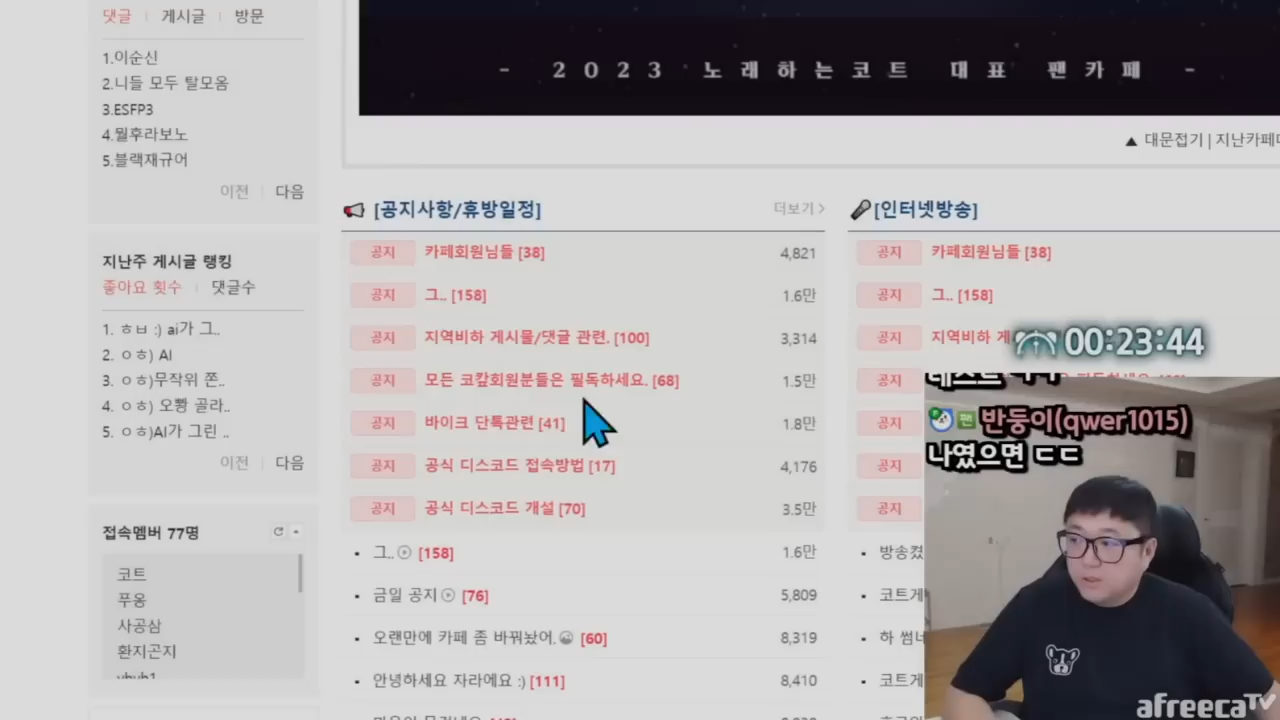 댓글 게시글 방문
1.이순신
2.니들 모두 탈모옴
3.ESFP3
4.뭘후라보노
5.블랙재규어
이전 다음
지난주 게시글 랭킹
좋아요 횟수 댓글수
1. ㅎㅂ :) ai가 그..
2. ㅇㅎ) AI
3. ㅇㅎ)무작위 쫀..
4. ㅇㅎ) 오빵 골라..
5. ㅇㅎ)AI가 그린 ..
이전 다음
접속멤버 77명
코트
푸옹
사공삼
환지곤지
- 2023 노래하는코트 대표 팬카페 -
▲ 대문접기 | 지난카페
[공지사항/휴방일정] 더보기
공지 카페회원님들 [38] 4,821
공지 그.. [158] 1.6만
공지 지역비하 게시물/댓글 관련. [100] 3,314
공지 모든 코캎회원분들은 필독하세요. [68] 1.5만
공지 바이크 단톡관련 [41] 1.8만
공지 공식 디스코드 접속방법 [17] 4,176
공지 공식 디스코드 개설 [70] 3.5만
그.. [158] 1.6만
금일 공지 [76] 5,809
오랜만에 카페 좀 바꿔놨어. [60] 8,319
안녕하세요 자라에요 :) [111] 8,410
[인터넷방송]
공지 카페회원님들 [38]
공지 그.. [158]
공지 지역비하 게
공지
공지
공지
공지
방송켰
코트게
하 썸네
코트게
00:23:44
팬 반둥이(qwer1015)
나였으면 ㄷㄷ
afreecaTV